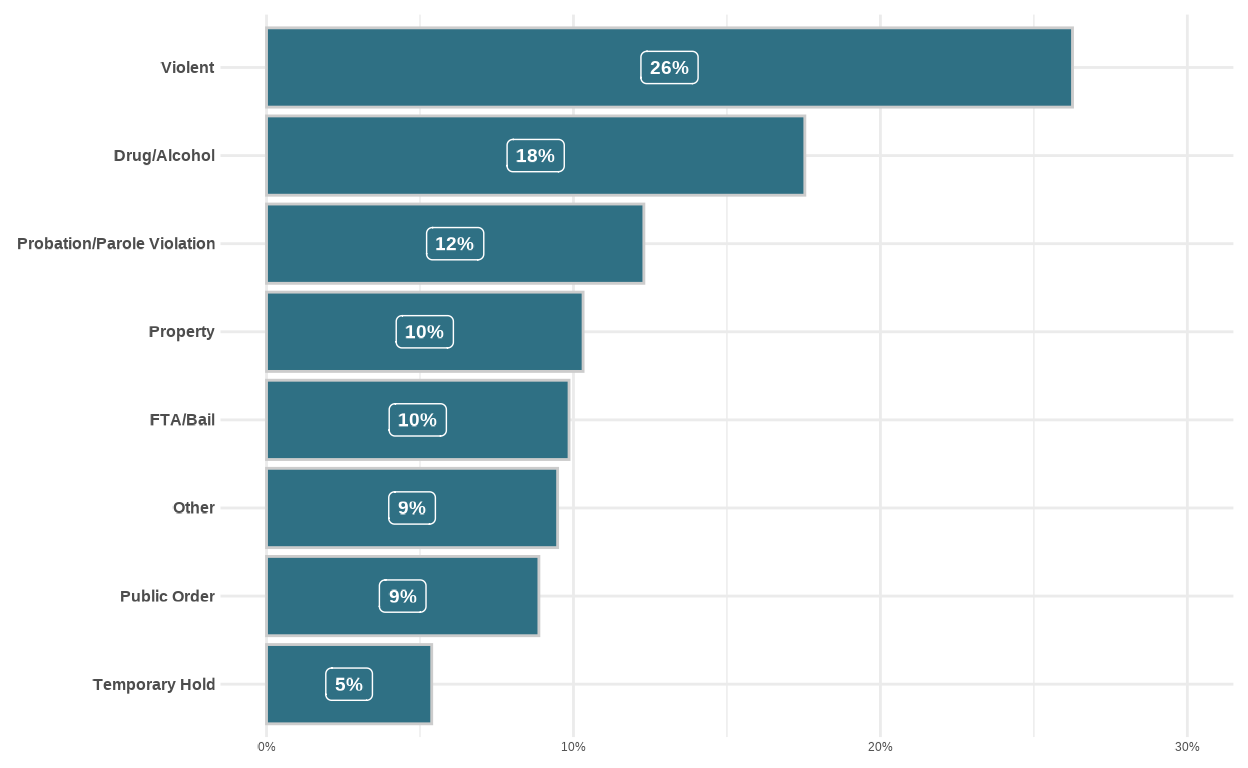 Violent
26%
Drug/Alcohol
18%
Probation/Parole Violation
12%
Property
10%
FTA/Bail
10%
Other
9%
Public Order
9%
Temporary Hold
5%
0%
10%
20%
30%